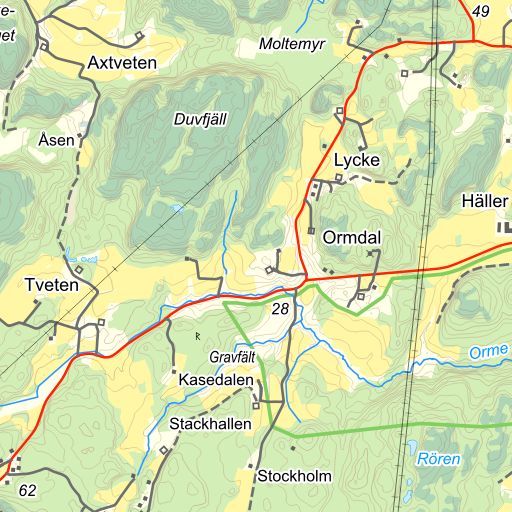 49
Moltemyr
Axtveten
Duvfjäll
Åsen
Lycke
Häller
Ormdal
Tveten
28
R
Gravfält
Orme
Kasedalen
Stackhallen
Rören
Stockholm
62